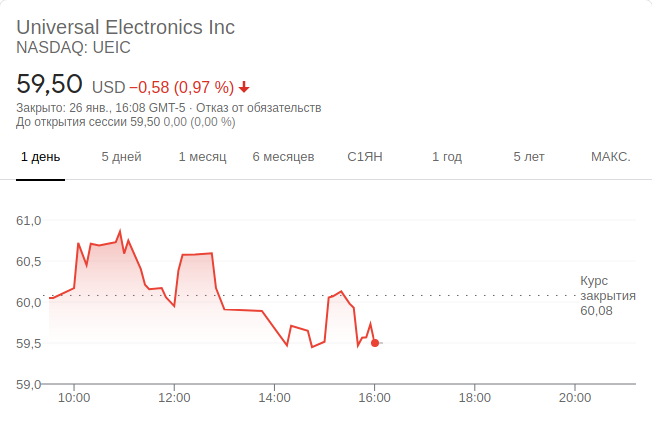 Universal Electronics Inc
NASDAQ: UEIC
59,50 USD −0,58 (0,97 %)
Закрыто: 26 янв., 16:08 GMT-5 · Отказ от обязательств
До открытия сессии 59,50 0,00 (0,00 %)
1 день 5 дней 1 месяц 6 месяцев С1ЯН 1 год 5 лет МАКС.
61,0
60,5
Курс
60,0 закрытия
60,08
59,5
59,0
10:00 12:00 14:00 16:00 18:00 20:00